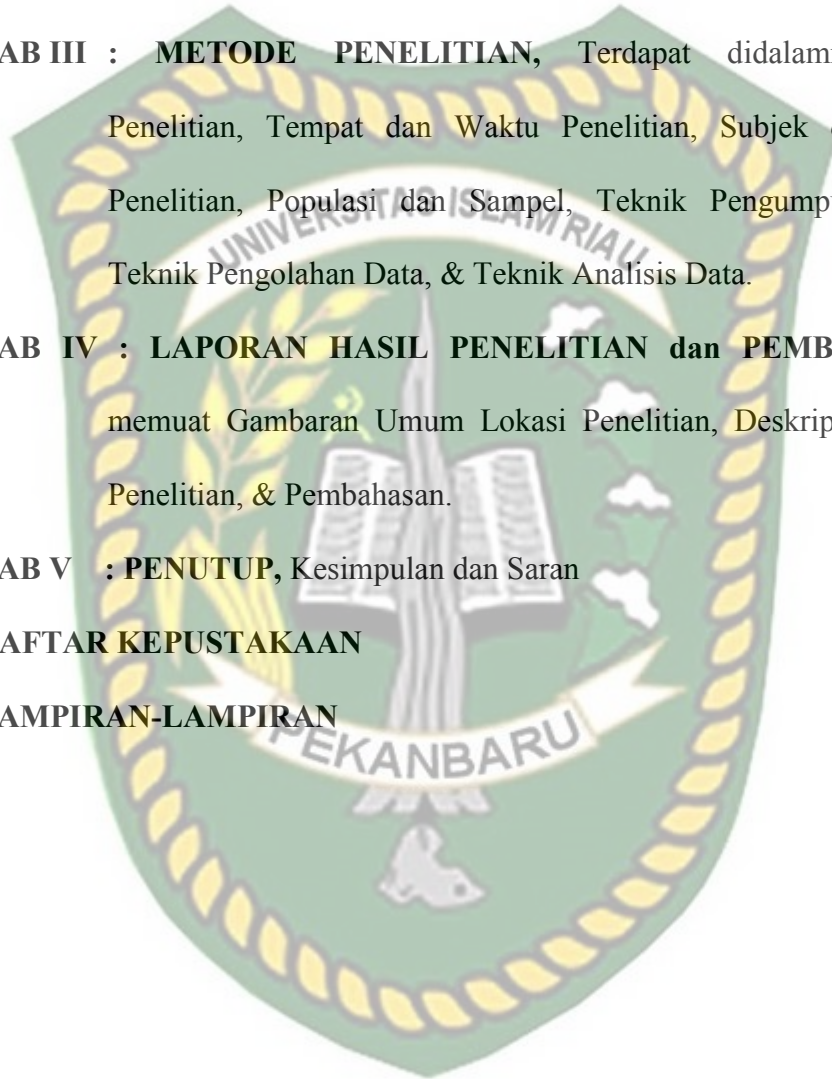 AB III : METODE PENELITIAN, Terdapat didalam
Penelitian, Tempat dan Waktu Penelitian, Subjek
Penelitian, Populasi dan Sampel, Teknik Pengump
UNIVERSITAS ISLAM RIAU
Teknik Pengolahan Data, & Teknik Analisis Data.
AB IV : LAPORAN HASIL PENELITIAN dan PEMB
memuat Gambaran Umum Lokasi Penelitian, Deskrip
Penelitian, & Pembahasan.
AB V : PENUTUP, Kesimpulan dan Saran
AFTAR KEPUSTAKAAN
AMPIRAN-LAMPIRAN
PEKANBARU